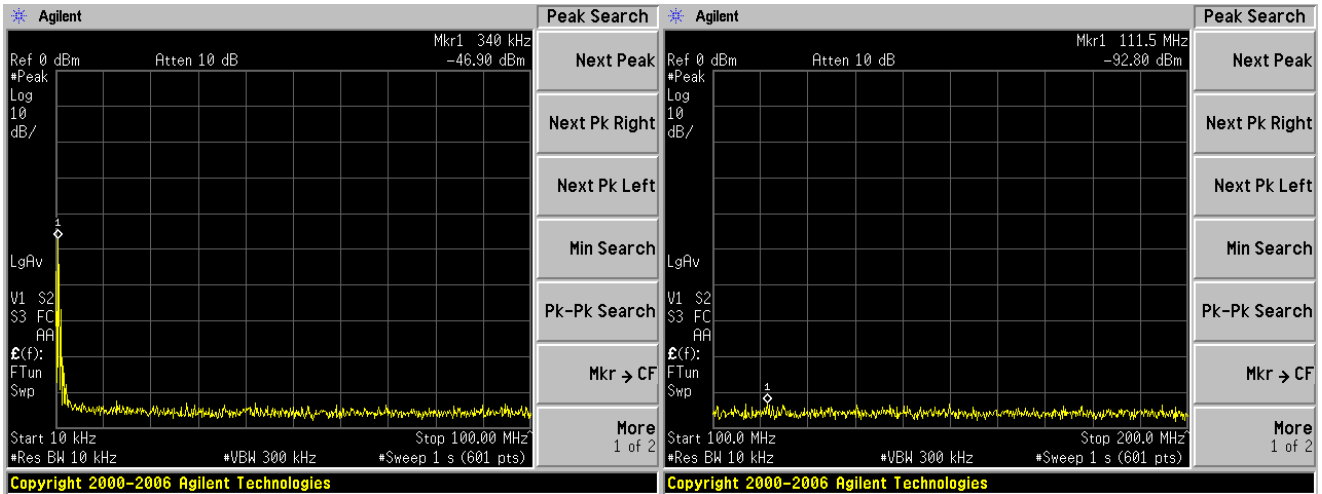 Agilent
Peak Search
Mkr1 340 kHz
Ref 0 dBm Atten 10 dB -46.90 dBm
#Peak
Log
10
dB/
1
LgAv
V1 S2
S3 FC
AA
£(f):
FTun
Swp
Start 10 kHz Stop 100.00 MHz^
#Res BW 10 kHz #VBW 300 kHz #Sweep 1 s (601 pts)
Copyright 2000-2006 Agilent Technologies
Next Peak
Next Pk Right
Next Pk Left
Min Search
Pk-Pk Search
Mkr → CF
More
1 of 2
Agilent
Peak Search
Mkr1 111.5 MHz
Ref 0 dBm Atten 10 dB -92.80 dBm
#Peak
Log
10
dB/
1
LgAv
V1 S2
S3 FC
AA
£(f):
FTun
Swp
Start 100.0 MHz Stop 200.0 MHz^
#Res BW 10 kHz #VBW 300 kHz #Sweep 1 s (601 pts)
Copyright 2000-2006 Agilent Technologies
Next Peak
Next Pk Right
Next Pk Left
Min Search
Pk-Pk Search
Mkr → CF
More
1 of 2